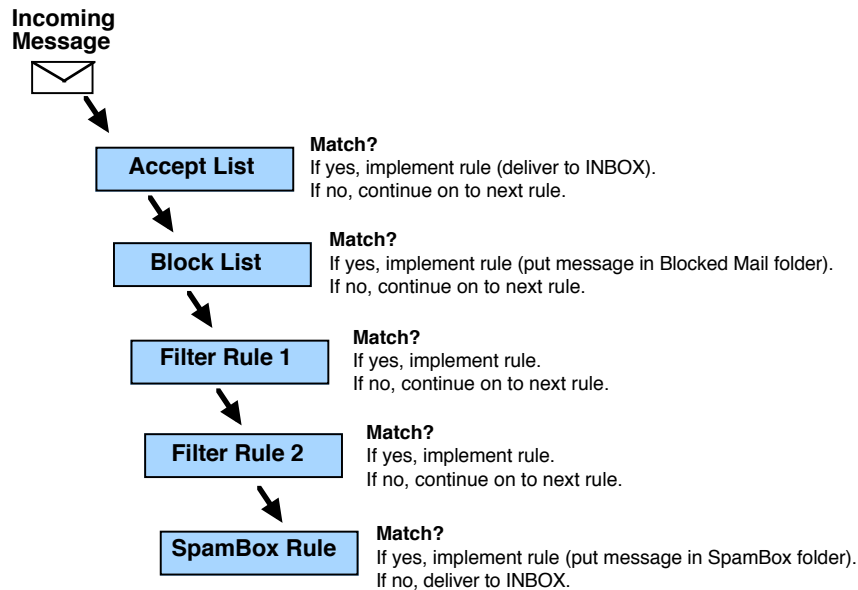 Incoming
Message
Accept List
Match?
If yes, implement rule (deliver to INBOX).
If no, continue on to next rule.
Block List
Match?
If yes, implement rule (put message in Blocked Mail folder).
If no, continue on to next rule.
Filter Rule 1
Match?
If yes, implement rule.
If no, continue on to next rule.
Filter Rule 2
Match?
If yes, implement rule.
If no, continue on to next rule.
SpamBox Rule
Match?
If yes, implement rule (put message in SpamBox folder).
If no, deliver to INBOX.